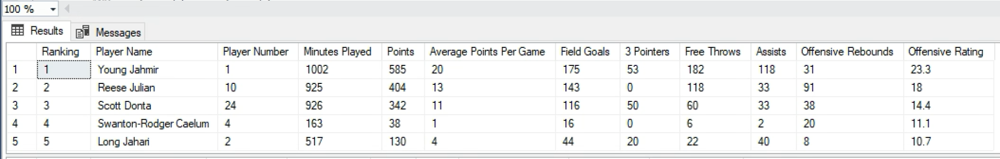 100 %
Results Messages
Ranking Player Name Player Number Minutes Played Points Average Points Per Game Field Goals 3 Pointers Free Throws Assists Offensive Rebounds Offensive Rating
1 1 Young Jahmir 1 1002 585 20 175 53 182 118 31 23.3
2 2 Reese Julian 10 925 404 13 143 0 118 33 91 18
3 3 Scott Donta 24 926 342 11 116 50 60 33 38 14.4
4 4 Swanton-Rodger Caelum 4 163 38 1 16 0 6 2 20 11.1
5 5 Long Jahari 2 517 130 4 44 20 22 40 8 10.7